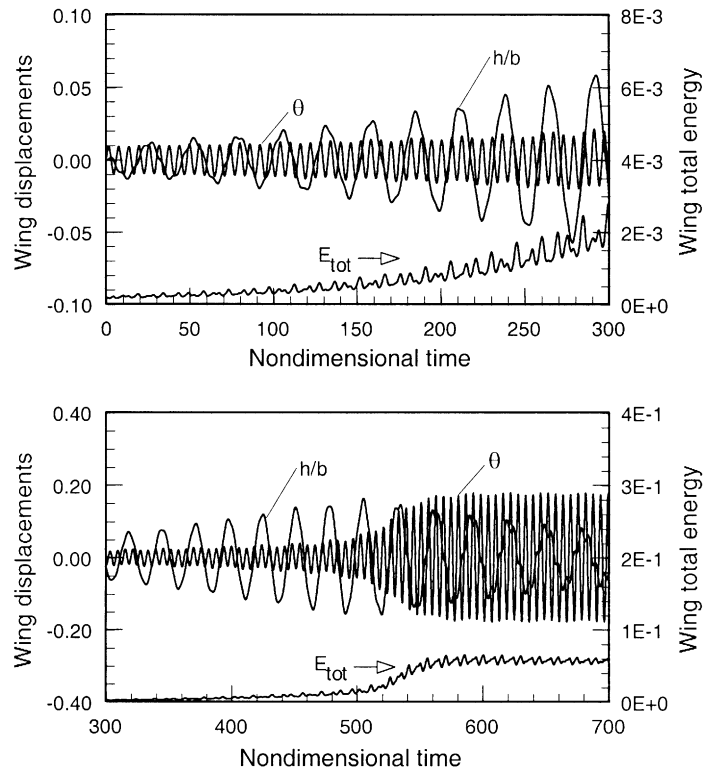 0.10
0.05
0.00
-0.05
-0.10
Wing displacements
8E-3
6E-3
4E-3
2E-3
0E+0
Wing total energy
h/b
θ
E_tot
0 50 100 150 200 250 300
Nondimensional time
0.40
0.20
0.00
-0.20
-0.40
Wing displacements
4E-1
3E-1
2E-1
1E-1
0E+0
Wing total energy
h/b
θ
E_tot
300 400 500 600 700
Nondimensional time